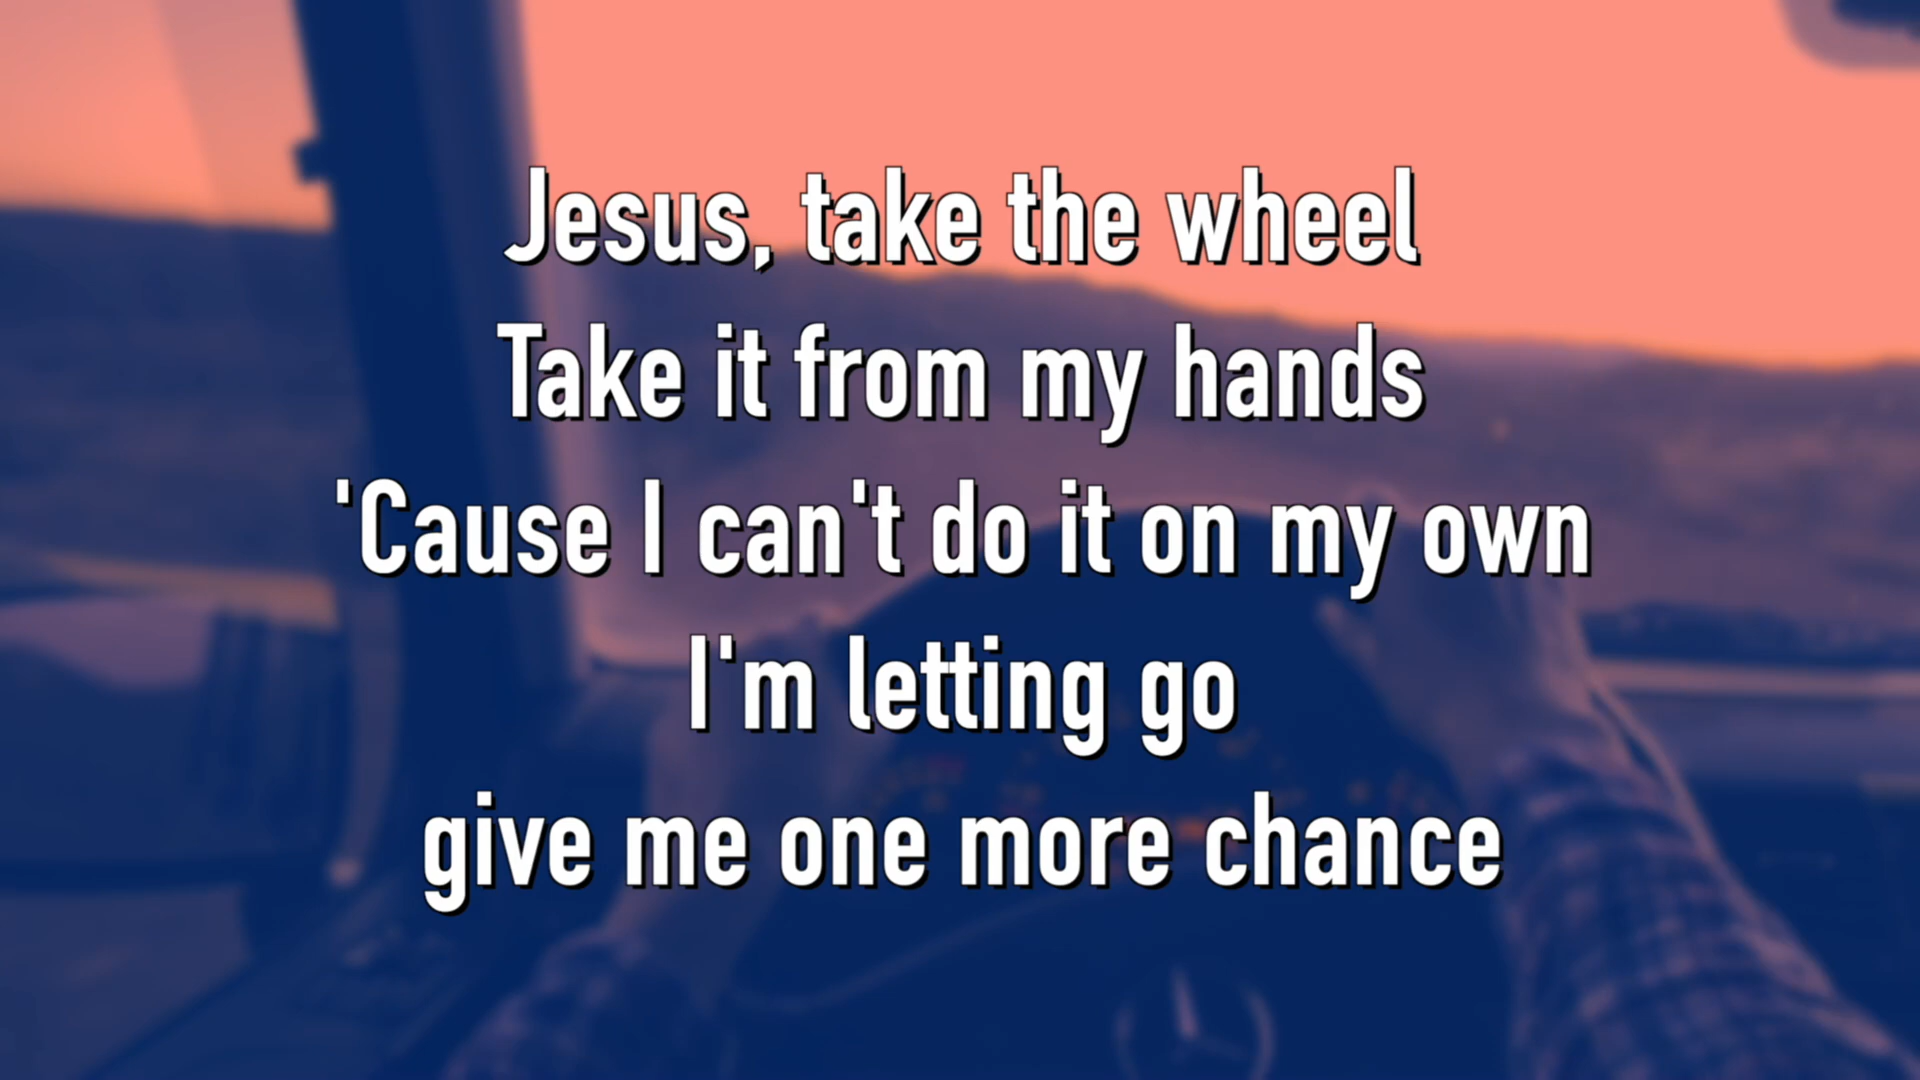 Jesus, take the wheel
Take it from my hands
'Cause I can't do it on my own
I'm letting go
give me one more chance